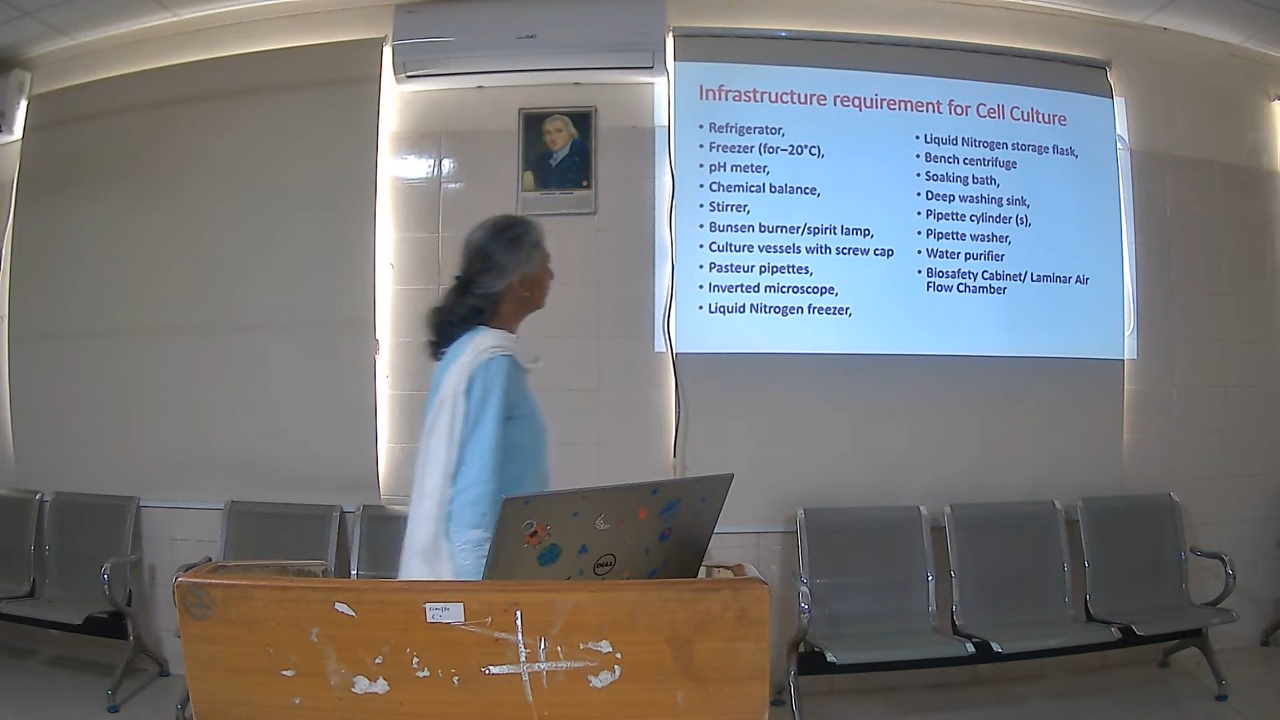 Infrastructure requirement for Cell Culture
• Refrigerator,
• Freezer (for–20°C),
• pH meter,
• Chemical balance,
• Stirrer,
• Bunsen burner/spirit lamp,
• Culture vessels with screw cap
• Pasteur pipettes,
• Inverted microscope,
• Liquid Nitrogen freezer,
• Liquid Nitrogen storage flask,
• Bench centrifuge
• Soaking bath,
• Deep washing sink,
• Pipette cylinder (s),
• Pipette washer,
• Water purifier
• Biosafety Cabinet/ Laminar Air
Flow Chamber
DELL